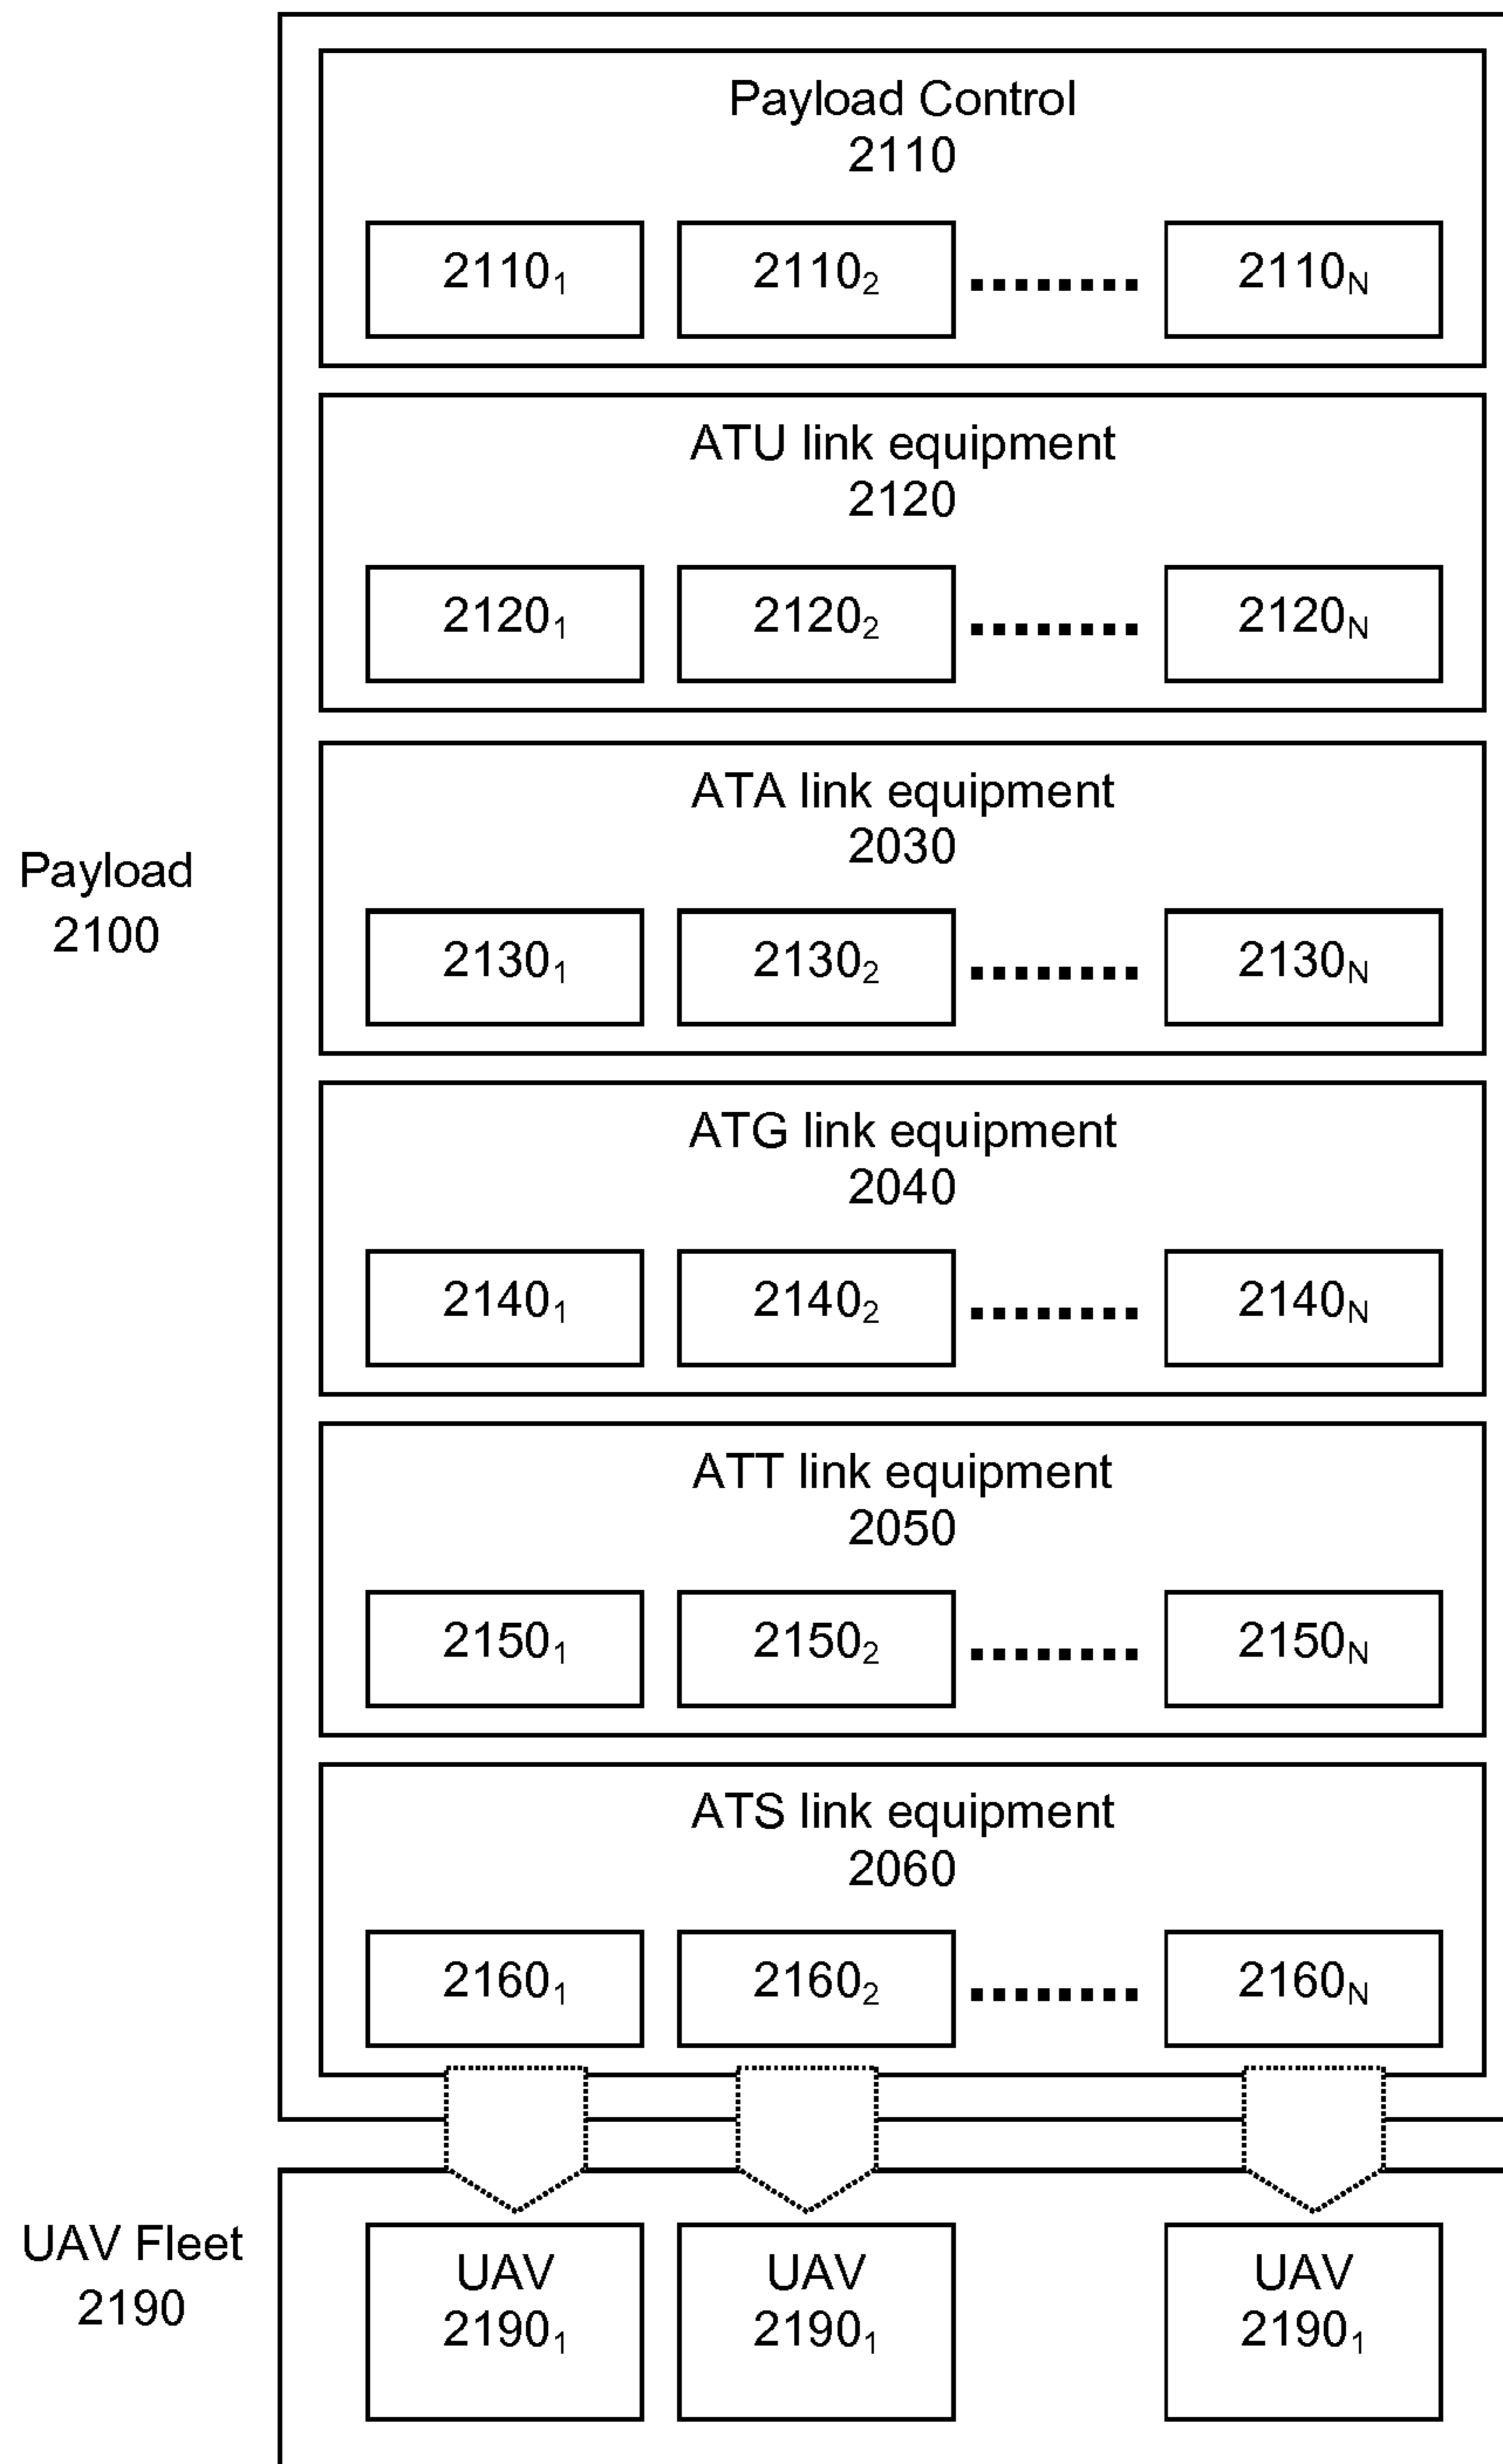 Payload Control
2110
2110₁ 2110₂ ........ 2110N
ATU link equipment
2120
2120₁ 2120₂ ........ 2120N
ATA link equipment
2030
2130₁ 2130₂ ........ 2130N
Payload
2100
ATG link equipment
2040
2140₁ 2140₂ ........ 2140N
ATT link equipment
2050
2150₁ 2150₂ ........ 2150N
ATS link equipment
2060
2160₁ 2160₂ ........ 2160N
UAV Fleet
2190
UAV UAV UAV
2190₁ 2190₁ 2190₁